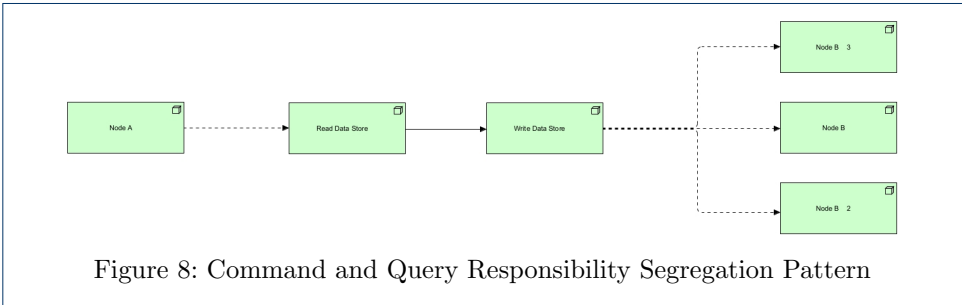 Node B 3
Node A
Read Data Store
Write Data Store
Node B
Node B 2
Figure 8: Command and Query Responsibility Segregation Pattern